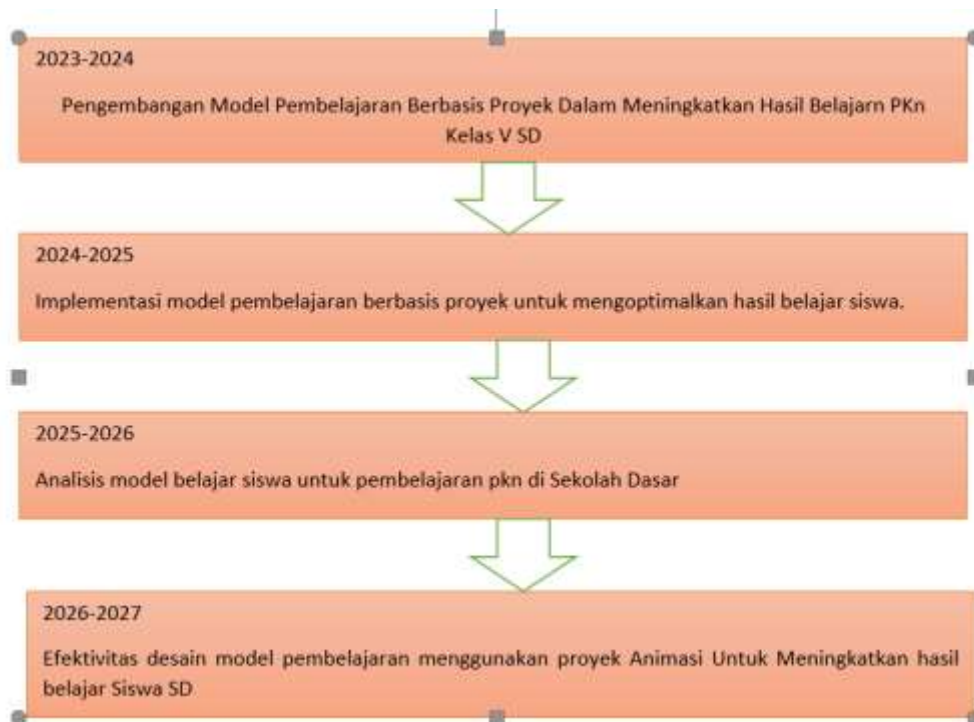 2023-2024
Pengembangan Model Pembelajaran Berbasis Proyek Dalam Meningkatkan Hasil Belajarn PKn
Kelas V SD
2024-2025
Implementasi model pembelajaran berbasis proyek untuk mengoptimalkan hasil belajar siswa.
2025-2026
Analisis model belajar siswa untuk pembelajaran pkn di Sekolah Dasar
2026-2027
Efektivitas desain model pembelajaran menggunakan proyek Animasi Untuk Meningkatkan hasil
belajar Siswa SD